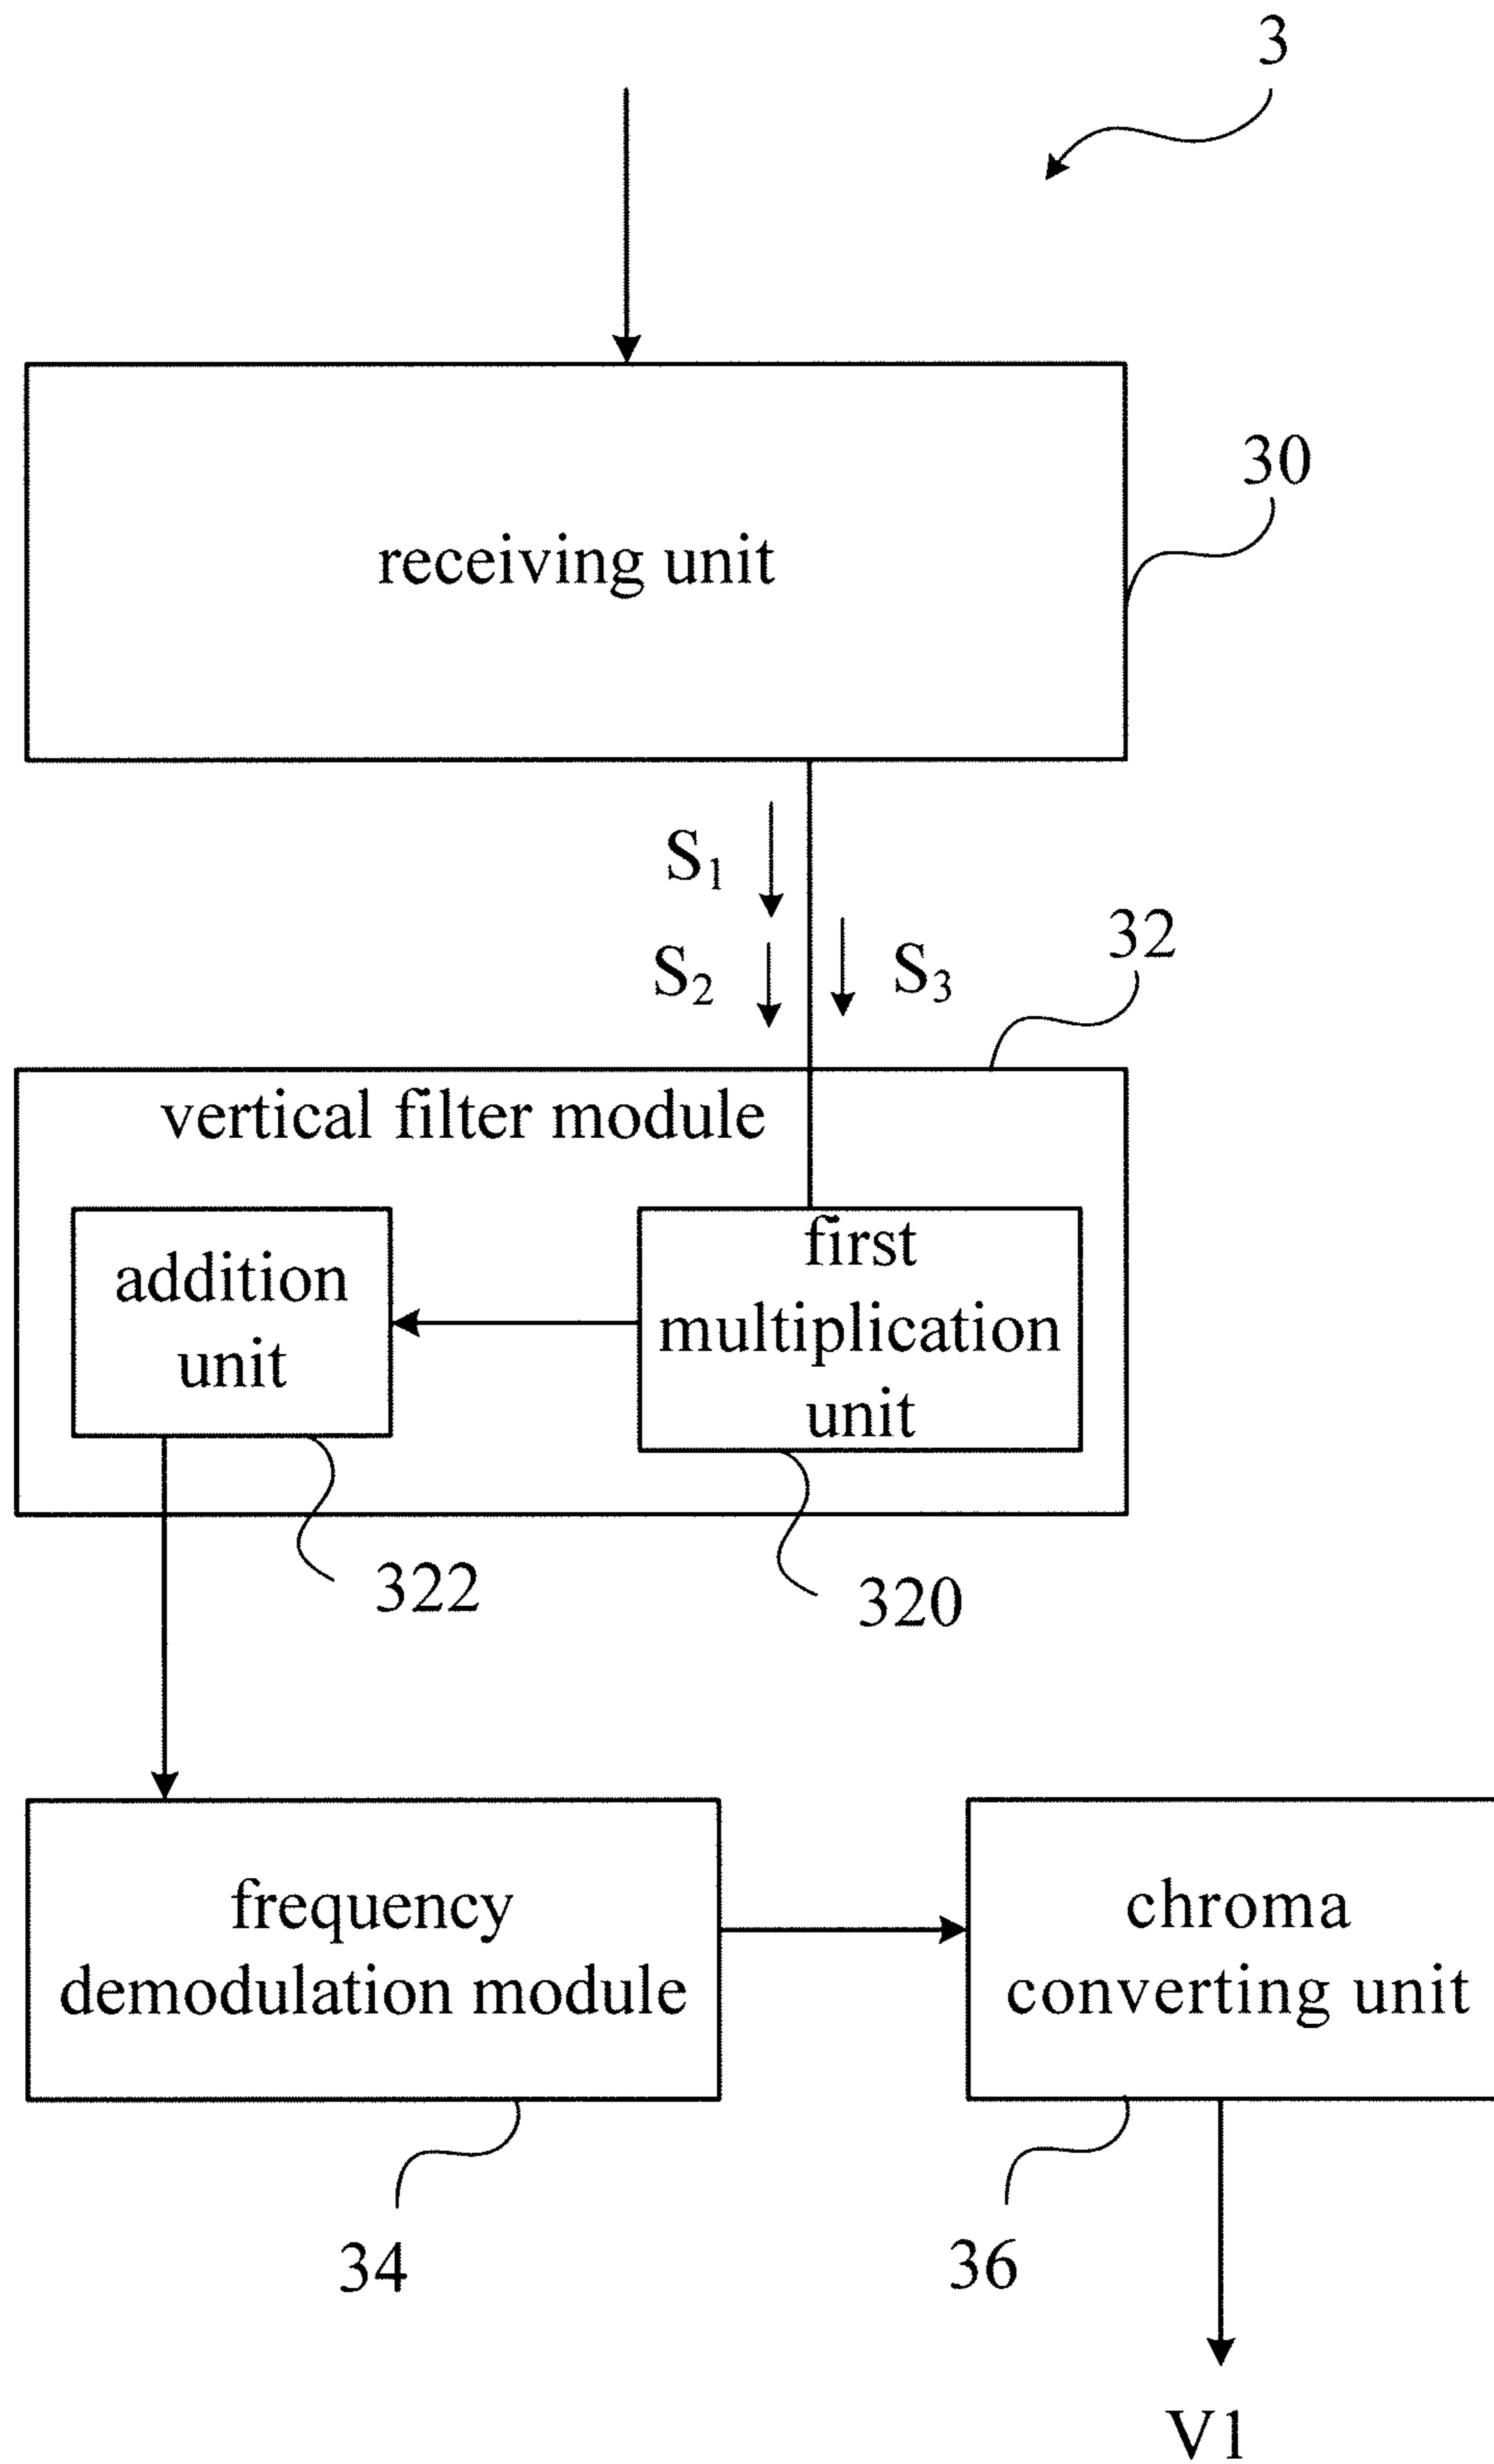 3
receiving unit
30
S₁
S₂
S₃
32
vertical filter module
addition
unit
first
multiplication
unit
322
320
frequency
demodulation module
chroma
converting unit
34
36
V1